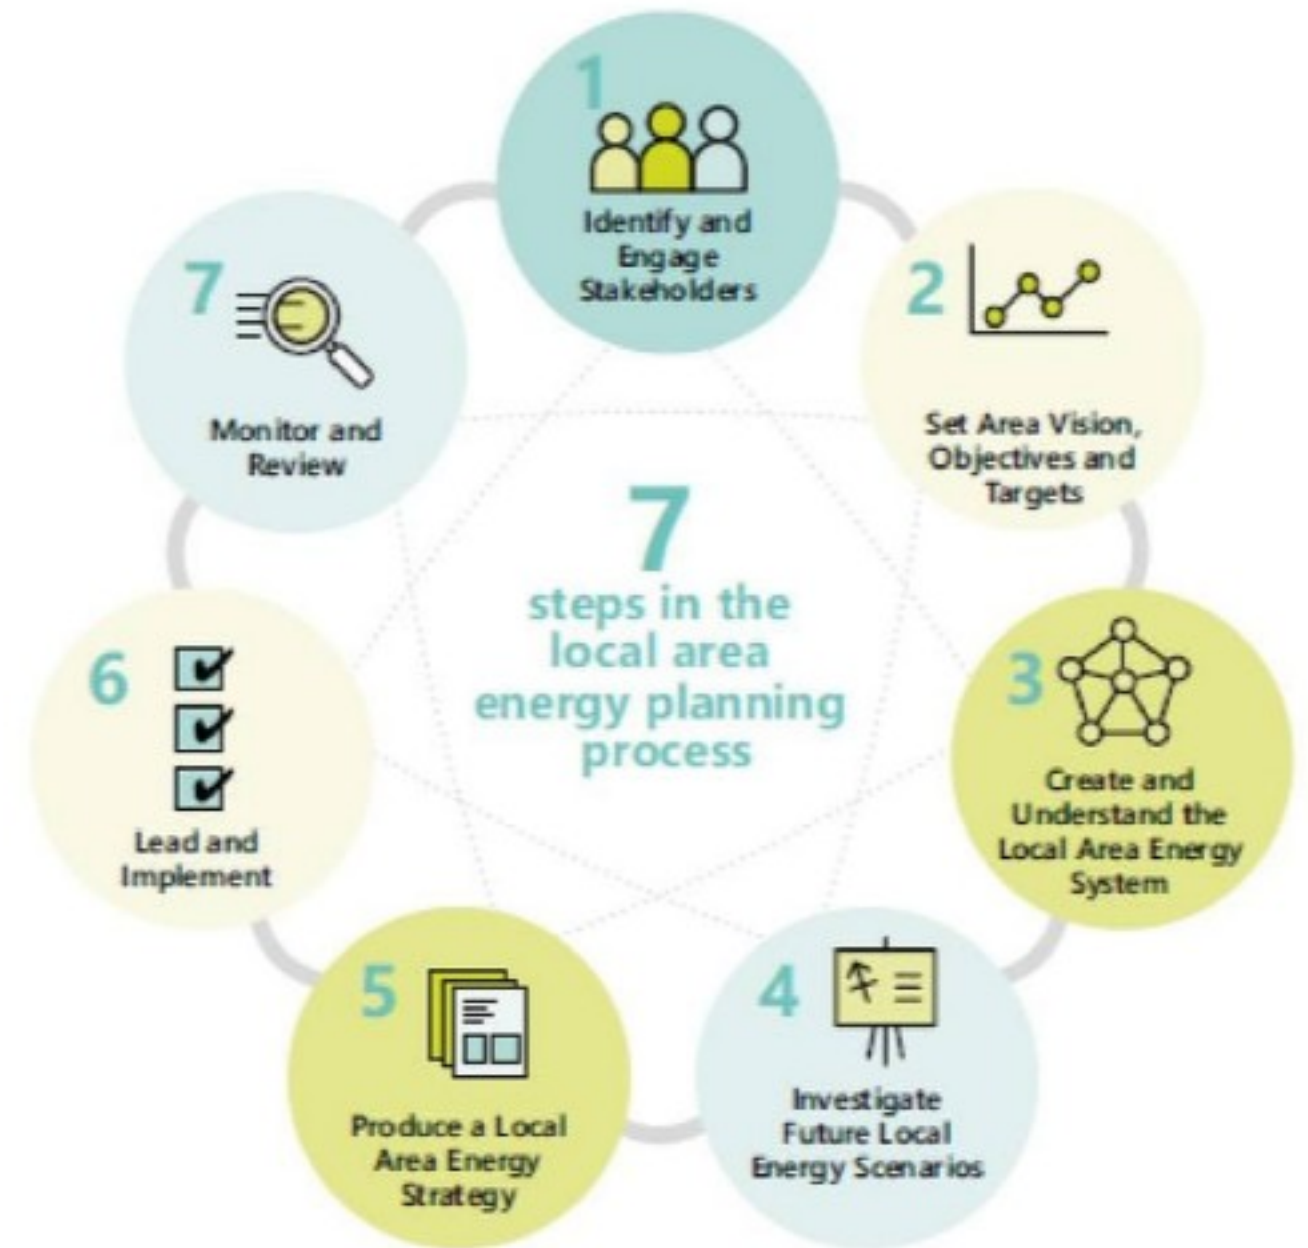 1
Identify and
Engage
Stakeholders
2
Set Area Vision,
Objectives and
Targets
3
Create and
Understand the
Local Area Energy
System
4
Investigate
Future Local
Energy Scenarios
5
Produce a Local
Area Energy
Strategy
6
Lead and
Implement
7
Monitor and
Review
7
steps in the
local area
energy planning
process